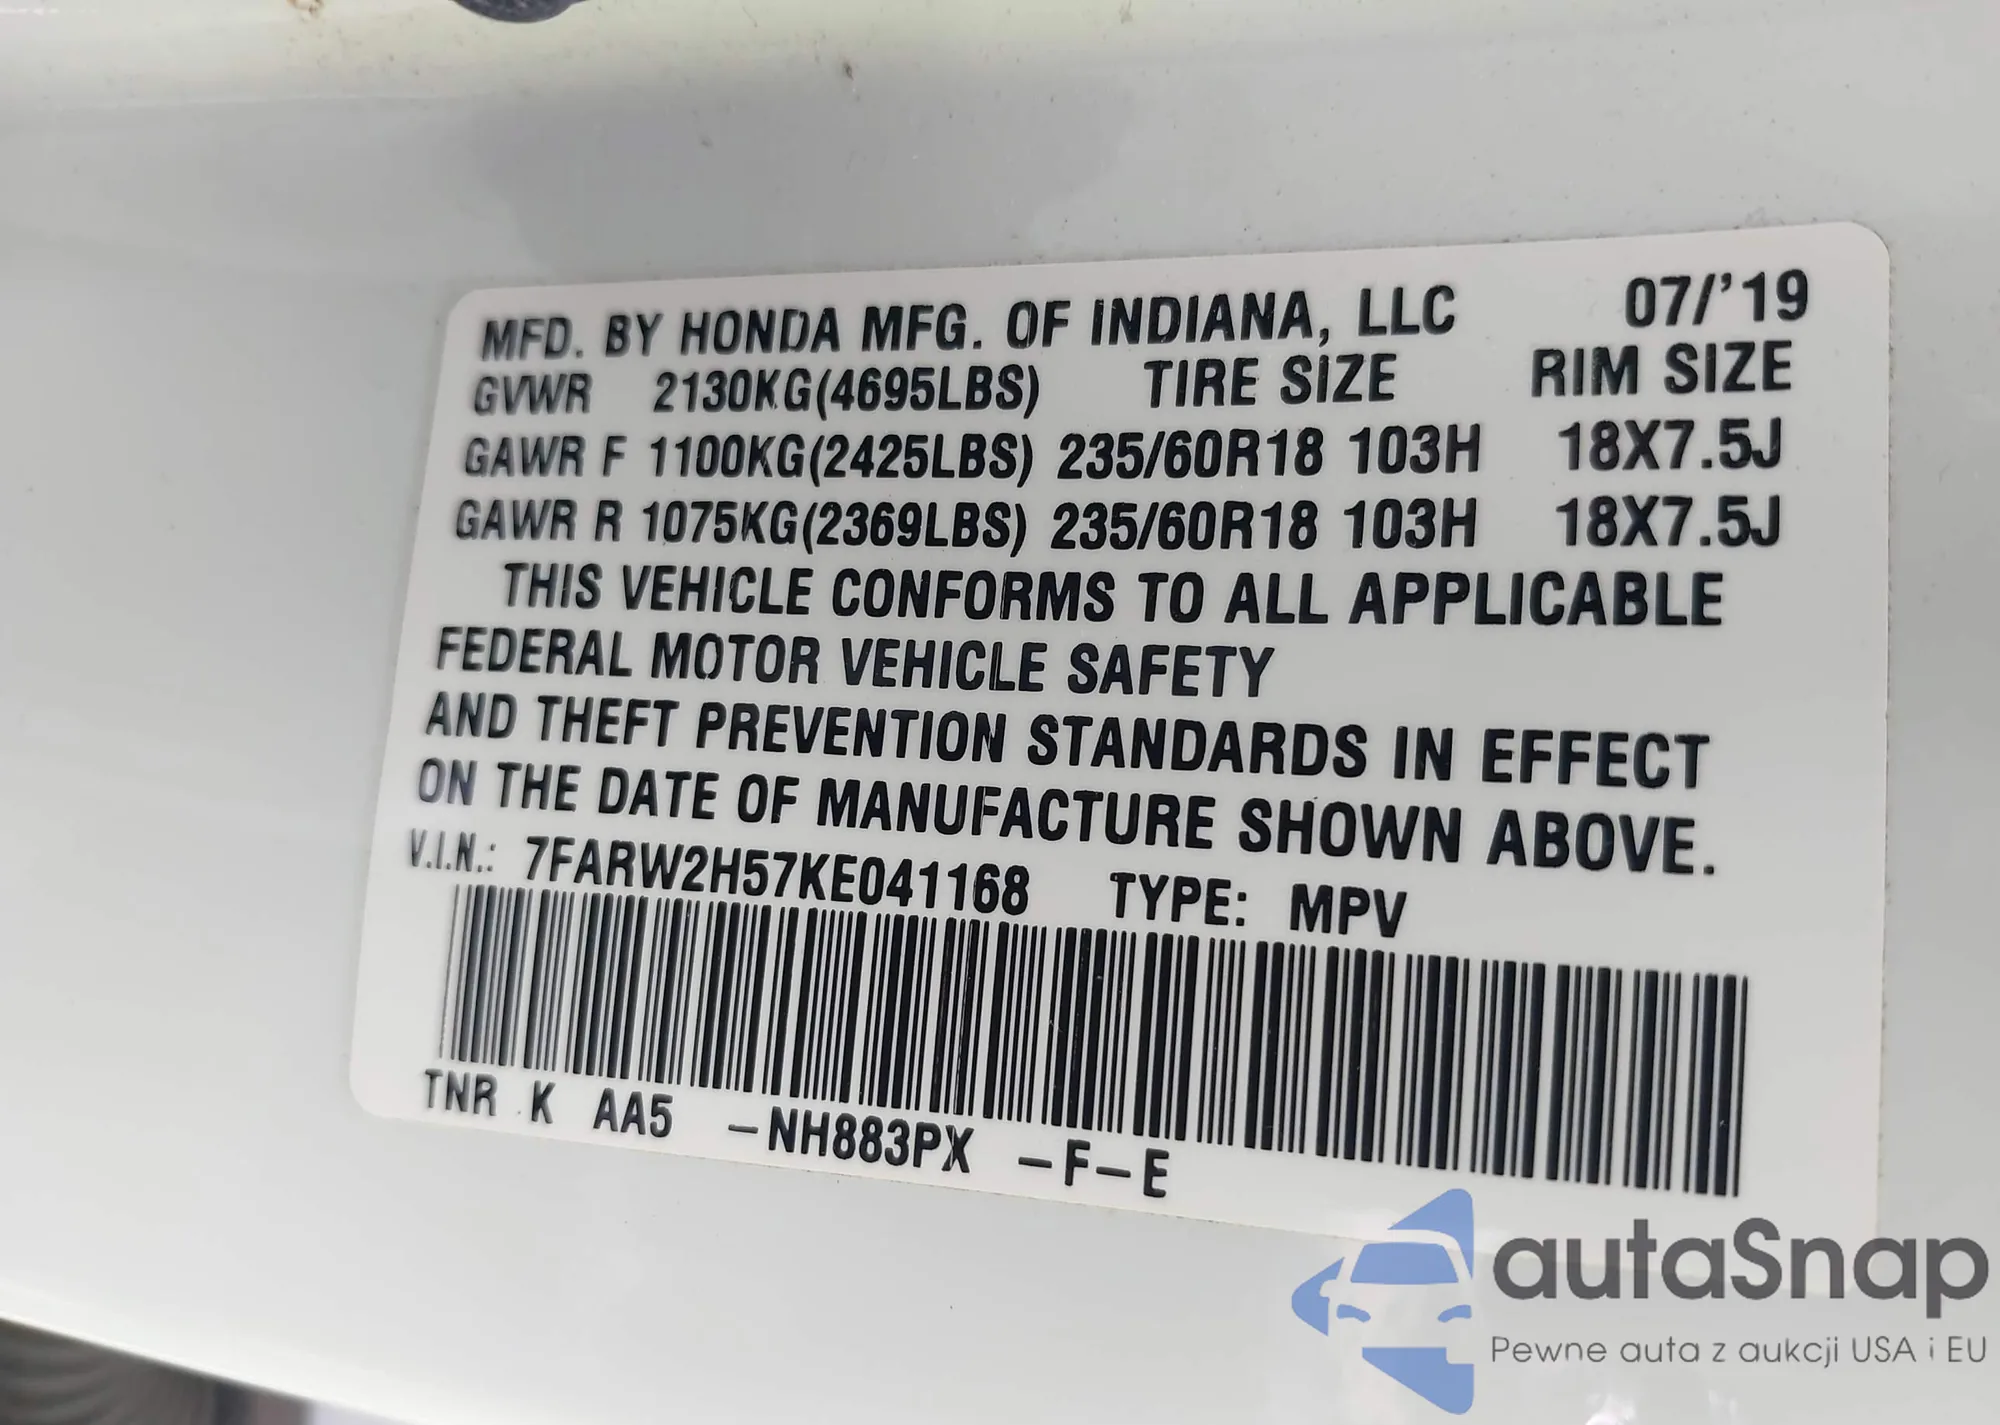 MFD. BY HONDA MFG. OF INDIANA, LLC 07/'19
GVWR 2130KG(4695LBS) TIRE SIZE RIM SIZE
GAWR F 1100KG(2425LBS) 235/60R18 103H 18X7.5J
GAWR R 1075KG(2369LBS) 235/60R18 103H 18X7.5J
THIS VEHICLE CONFORMS TO ALL APPLICABLE
FEDERAL MOTOR VEHICLE SAFETY
AND THEFT PREVENTION STANDARDS IN EFFECT
ON THE DATE OF MANUFACTURE SHOWN ABOVE.
V.I.N.: 7FARW2H57KE041168 TYPE: MPV
TNR K AA5 -NH883PX -F-E
autaSnap
Pewne auta z aukcji USA i EU